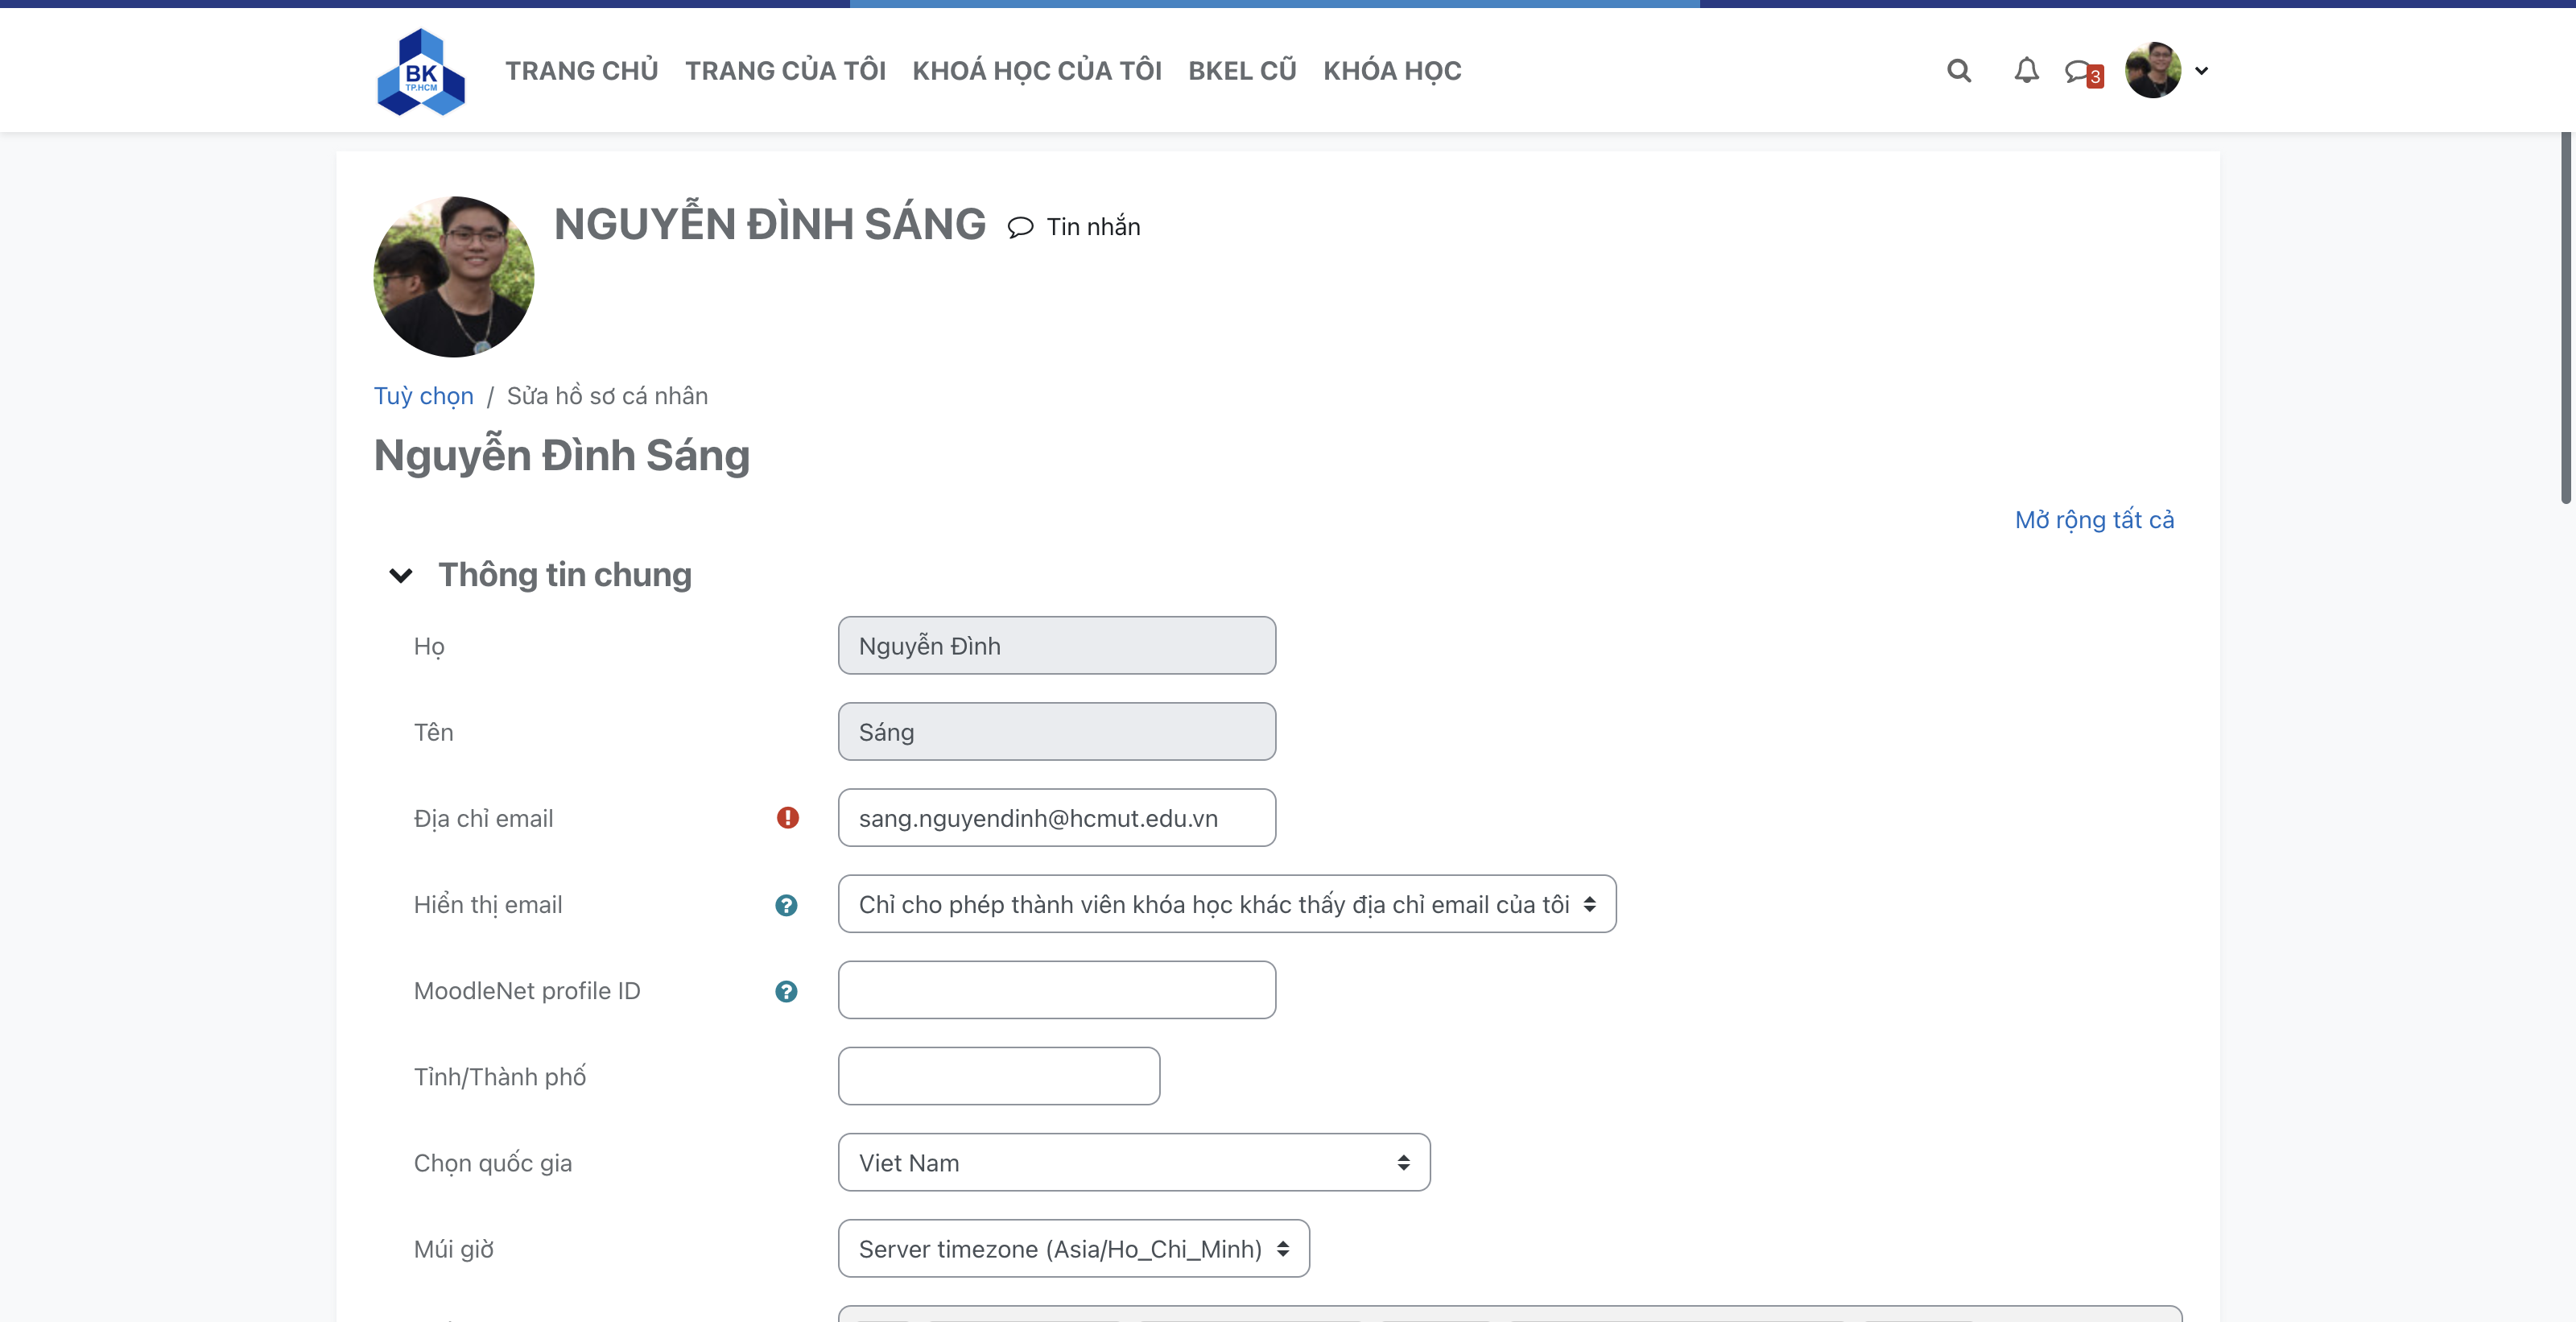 BK
TP.HCM
TRANG CHỦ TRANG CỦA TÔI KHOÁ HỌC CỦA TÔI BKEL CŨ KHÓA HỌC
3
NGUYỄN ĐÌNH SÁNG Tin nhắn
Tuỳ chọn / Sửa hồ sơ cá nhân
Nguyễn Đình Sáng
Mở rộng tất cả
Thông tin chung
Họ Nguyễn Đình
Tên Sáng
Địa chỉ email sang.nguyendinh@hcmut.edu.vn
Hiển thị email Chỉ cho phép thành viên khóa học khác thấy địa chỉ email của tôi
MoodleNet profile ID
Tỉnh/Thành phố
Chọn quốc gia Viet Nam
Múi giờ Server timezone (Asia/Ho_Chi_Minh)